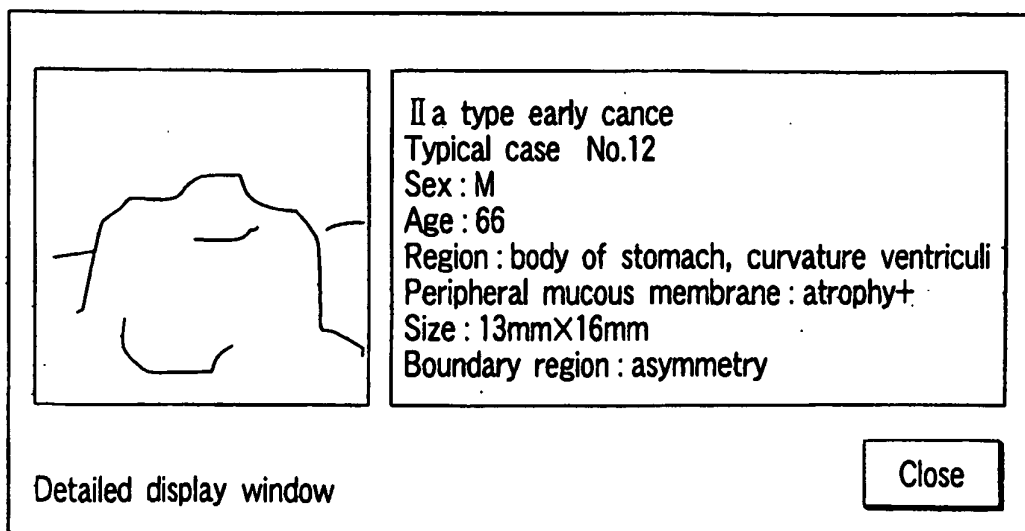 Ⅱa type early cance
Typical case No.12
Sex : M
Age : 66
Region : body of stomach, curvature ventriculi
Peripheral mucous membrane : atrophy+
Size : 13mm×16mm
Boundary region : asymmetry
Detailed display window
Close